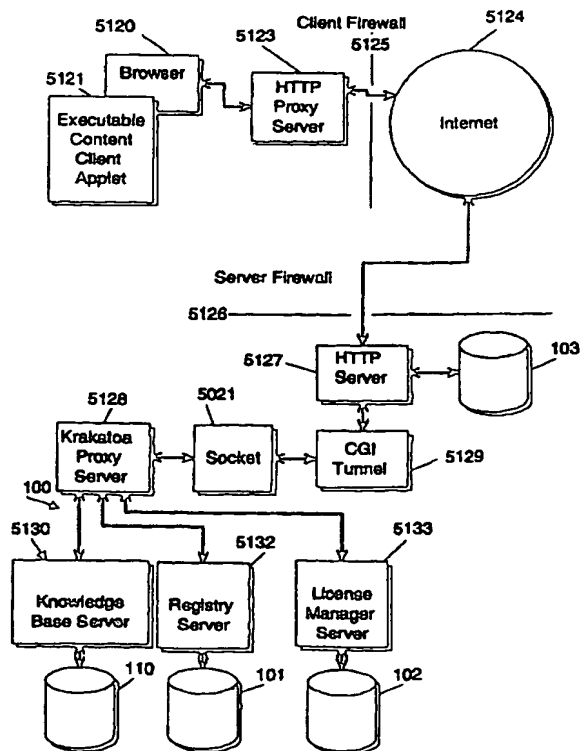 5120
5123
Client Firewall
5125
5124
5121
Browser
HTTP
Proxy
Server
Internet
Executable
Content
Client
Applet
Server Firewall
5126
5127
HTTP
Server
103
5128
5021
Krakatoa
Proxy
Server
Socket
CGI
Tunnel
5129
100
5130
5132
5133
Knowledge
Base Server
Registry
Server
License
Manager
Server
110
101
102